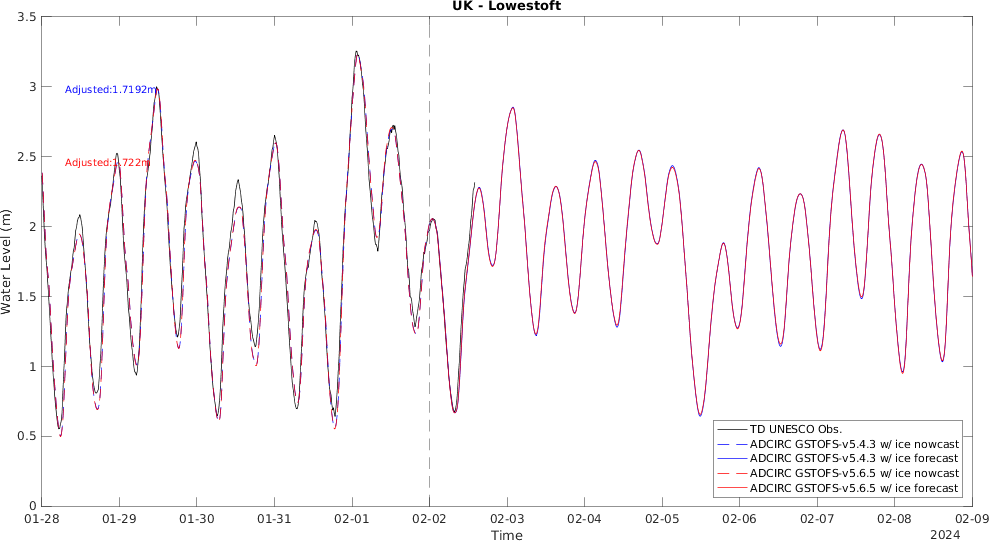 UK - Lowestoft
3.5
3
2.5
2
1.5
1
0.5
0
Water Level (m)
Adjusted:1.7192m
Adjusted:1.722m
TD UNESCO Obs.
ADCIRC GSTOFS-v5.4.3 w/ ice nowcast
ADCIRC GSTOFS-v5.4.3 w/ ice forecast
ADCIRC GSTOFS-v5.6.5 w/ ice nowcast
ADCIRC GSTOFS-v5.6.5 w/ ice forecast
01-28 01-29 01-30 01-31 02-01 02-02 02-03 02-04 02-05 02-06 02-07 02-08 02-09
Time
2024